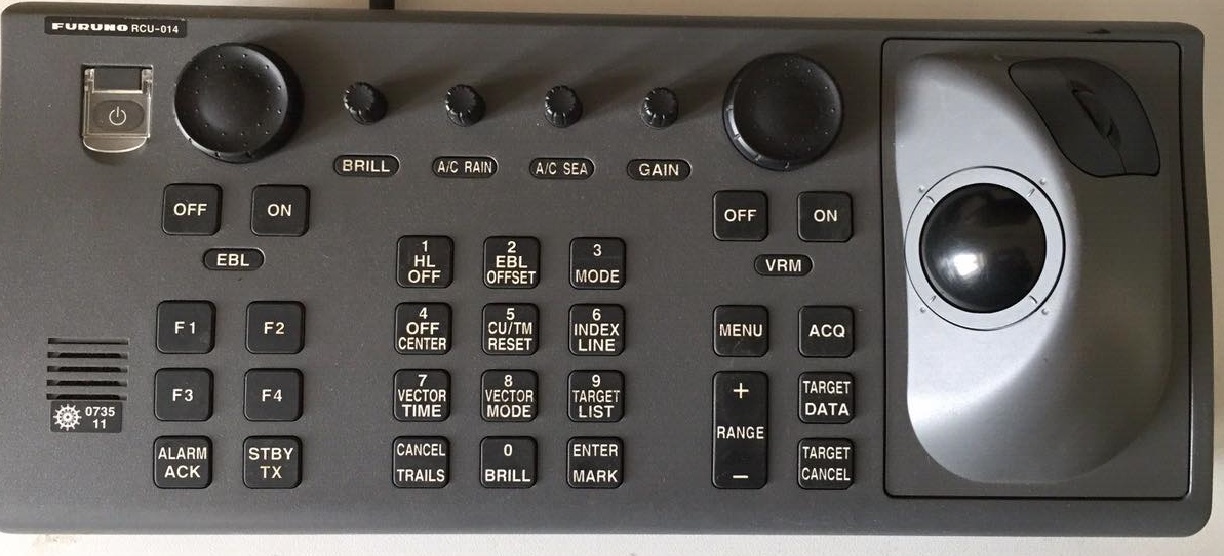 FURUNO RCU-014
BRILL
A/C RAIN
A/C SEA
GAIN
OFF
ON
EBL
OFF
ON
VRM
1
HL
OFF
2
EBL
OFFSET
3
MODE
F1
F2
4
OFF
CENTER
5
CU/TM
RESET
6
INDEX
LINE
MENU
ACQ
F3
F4
7
VECTOR
TIME
8
VECTOR
MODE
9
TARGET
LIST
+
RANGE
−
TARGET
DATA
0735
11
ALARM
ACK
STBY
TX
CANCEL
TRAILS
0
BRILL
ENTER
MARK
TARGET
CANCEL